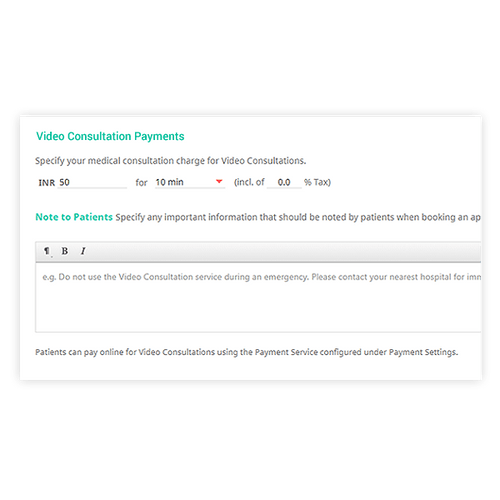 Video Consultation Payments
Specify your medical consultation charge for Video Consultations.
INR 50 for 10 min (incl. of 0.0 % Tax)
Note to Patients Specify any important information that should be noted by patients when booking an ap
¶ B I
e.g. Do not use the Video Consultation service during an emergency. Please contact your nearest hospital for imm
Patients can pay online for Video Consultations using the Payment Service configured under Payment Settings.